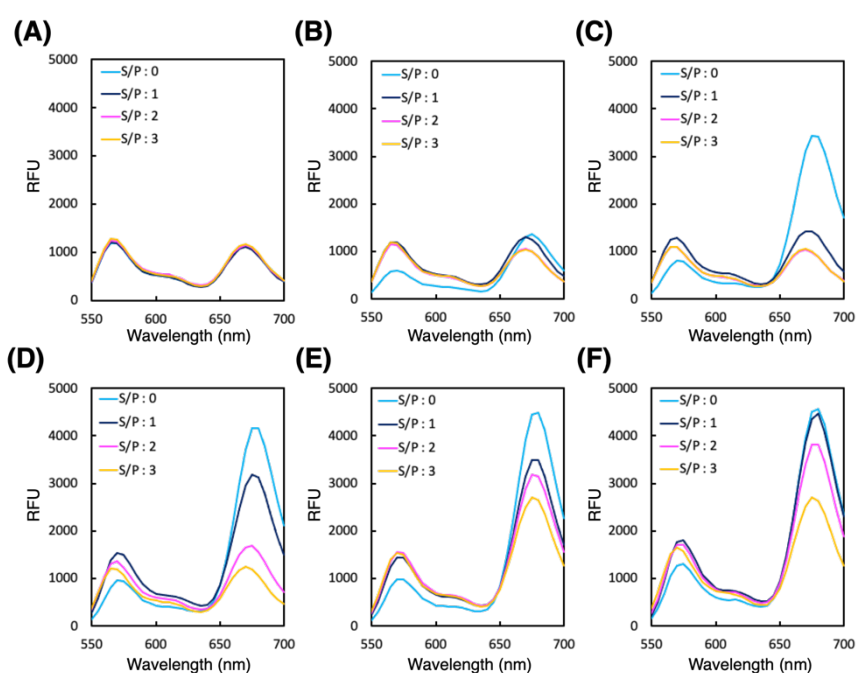 (A)
5000
4000
3000
2000
1000
0
RFU
S/P : 0
S/P : 1
S/P : 2
S/P : 3
550
600
650
700
Wavelength (nm)
(B)
5000
4000
3000
2000
1000
0
RFU
S/P : 0
S/P : 1
S/P : 2
S/P : 3
550
600
650
700
Wavelength (nm)
(C)
5000
4000
3000
2000
1000
0
RFU
S/P : 0
S/P : 1
S/P : 2
S/P : 3
550
600
650
700
Wavelength (nm)
(D)
5000
4000
3000
2000
1000
0
RFU
S/P : 0
S/P : 1
S/P : 2
S/P : 3
550
600
650
700
Wavelength (nm)
(E)
5000
4000
3000
2000
1000
0
RFU
S/P : 0
S/P : 1
S/P : 2
S/P : 3
550
600
650
700
Wavelength (nm)
(F)
5000
4000
3000
2000
1000
0
RFU
S/P : 0
S/P : 1
S/P : 2
S/P : 3
550
600
650
700
Wavelength (nm)